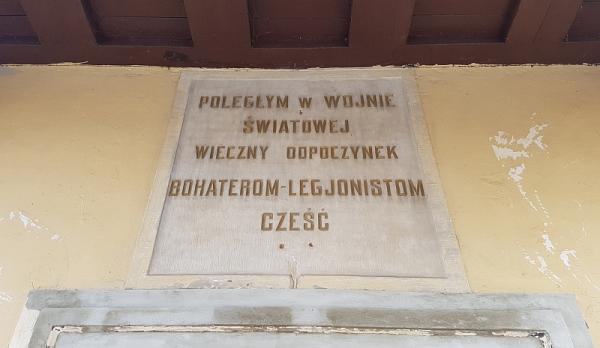 POLEGŁYM W WOJNIE
ŚWIATOWEJ
WIECZNY ODPOCZYNEK
BOHATEROM-LEGJONISTOM
CZEŚĆ